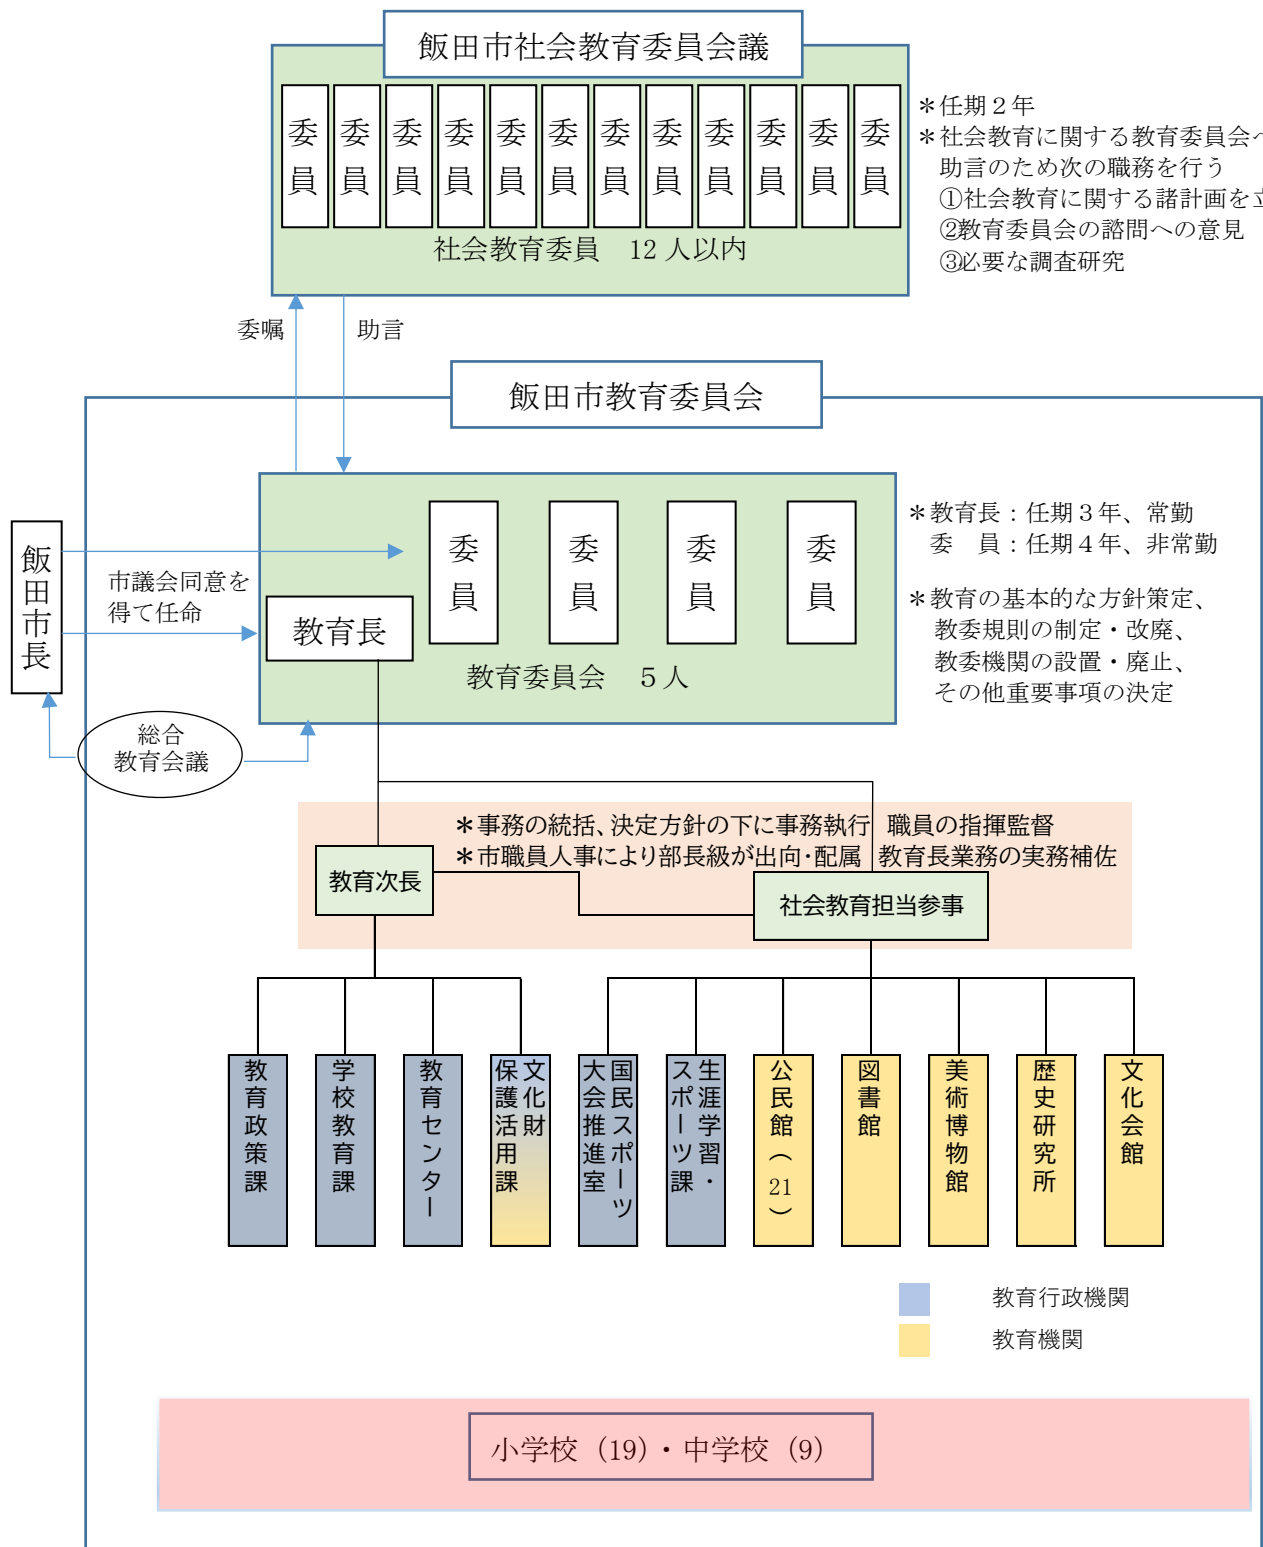 飯田市社会教育委員会議
委員
委員
委員
委員
委員
委員
委員
委員
委員
委員
委員
委員
社会教育委員　12人以内
＊任期２年
＊社会教育に関する教育委員会へ
助言のため次の職務を行う
①社会教育に関する諸計画を立
②教育委員会の諮問への意見
③必要な調査研究
委嘱
助言
飯田市教育委員会
飯田市長
市議会同意を
得て任命
委員
委員
委員
委員
教育長
教育委員会　５人
＊教育長：任期３年、常勤
委　員：任期４年、非常勤
＊教育の基本的な方針策定、
教委規則の制定・改廃、
教委機関の設置・廃止、
その他重要事項の決定
総合
教育会議
＊事務の統括、決定方針の下に事務執行　職員の指揮監督
＊市職員人事により部長級が出向・配属　教育長業務の実務補佐
教育次長
社会教育担当参事
教育政策課
学校教育課
教育センター
文化財
保護活用課
国民スポーツ
大会推進室
生涯学習・
スポーツ課
公民館（21）
図書館
美術博物館
歴史研究所
文化会館
教育行政機関
教育機関
小学校（19）・中学校（9）